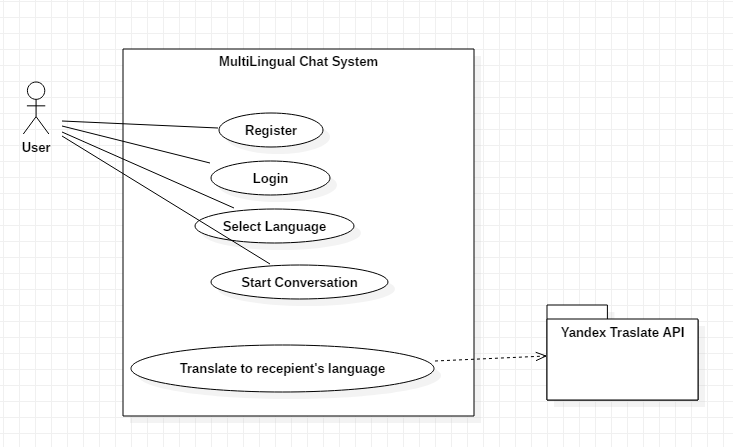 MultiLingual Chat System
User
Register
Login
Select Language
Start Conversation
Translate to recepient's language
Yandex Traslate API